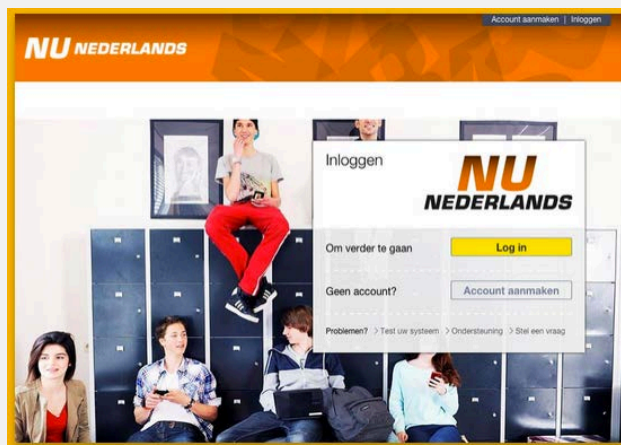 Account aanmaken | Inloggen
NU NEDERLANDS
Inloggen
NU
NEDERLANDS
Om verder te gaan
Log in
Geen account?
Account aanmaken
Problemen? > Test uw systeem > Ondersteuning > Stel een vraag